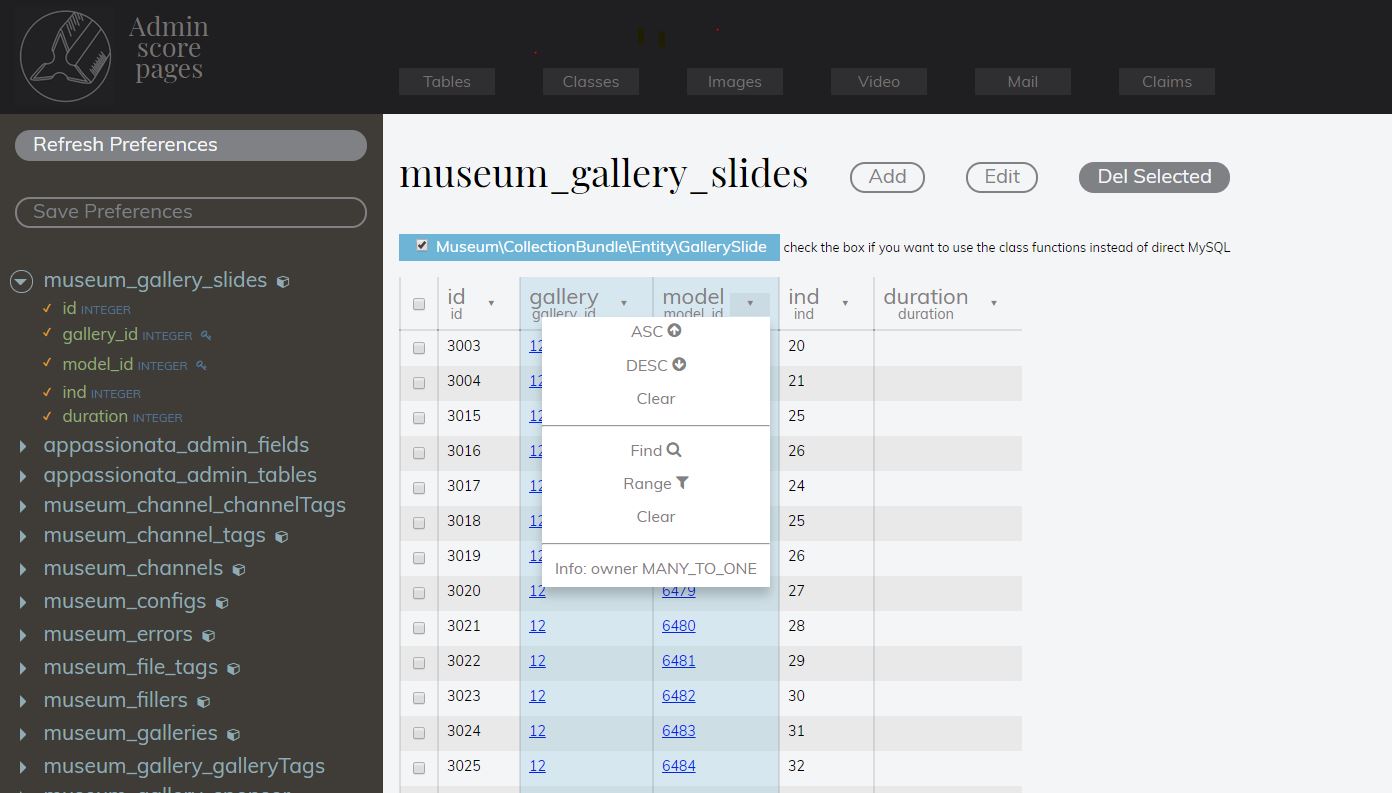 Admin
score
pages
Tables Classes Images Video Mail Claims
Refresh Preferences
Save Preferences
museum_gallery_slides
id INTEGER
gallery_id INTEGER
model_id INTEGER
ind INTEGER
duration INTEGER
appassionata_admin_fields
appassionata_admin_tables
museum_channel_channelTags
museum_channel_tags
museum_channels
museum_configs
museum_errors
museum_file_tags
museum_fillers
museum_galleries
museum_gallery_galleryTags
museum_gallery_slides Add Edit Del Selected
Museum\CollectionBundle\Entity\GallerySlide check the box if you want to use the class functions instead of direct MySQL
id gallery model ind duration
id gallery_id model_id ind duration
ASC
DESC
Clear
Find
Range
Clear
Info: owner MANY_TO_ONE
3003 12 20
3004 12 21
3015 12 25
3016 12 26
3017 12 24
3018 12 25
3019 12 26
3020 12 6479 27
3021 12 6480 28
3022 12 6481 29
3023 12 6482 30
3024 12 6483 31
3025 12 6484 32